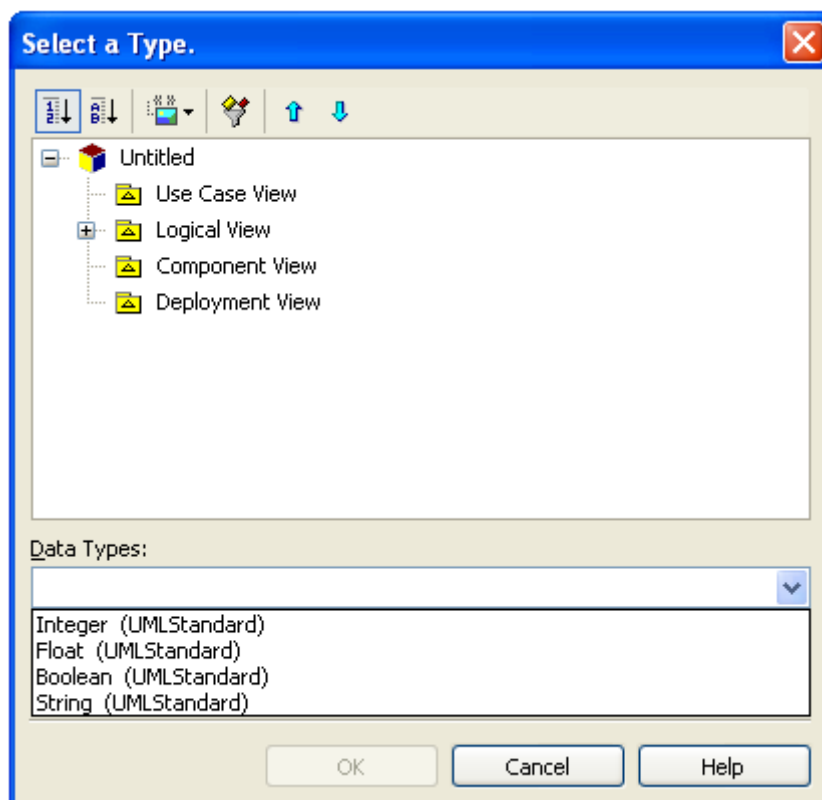 Select a Type.
Untitled
Use Case View
Logical View
Component View
Deployment View
Data Types:
Integer (UMLStandard)
Float (UMLStandard)
Boolean (UMLStandard)
String (UMLStandard)
OK Cancel Help